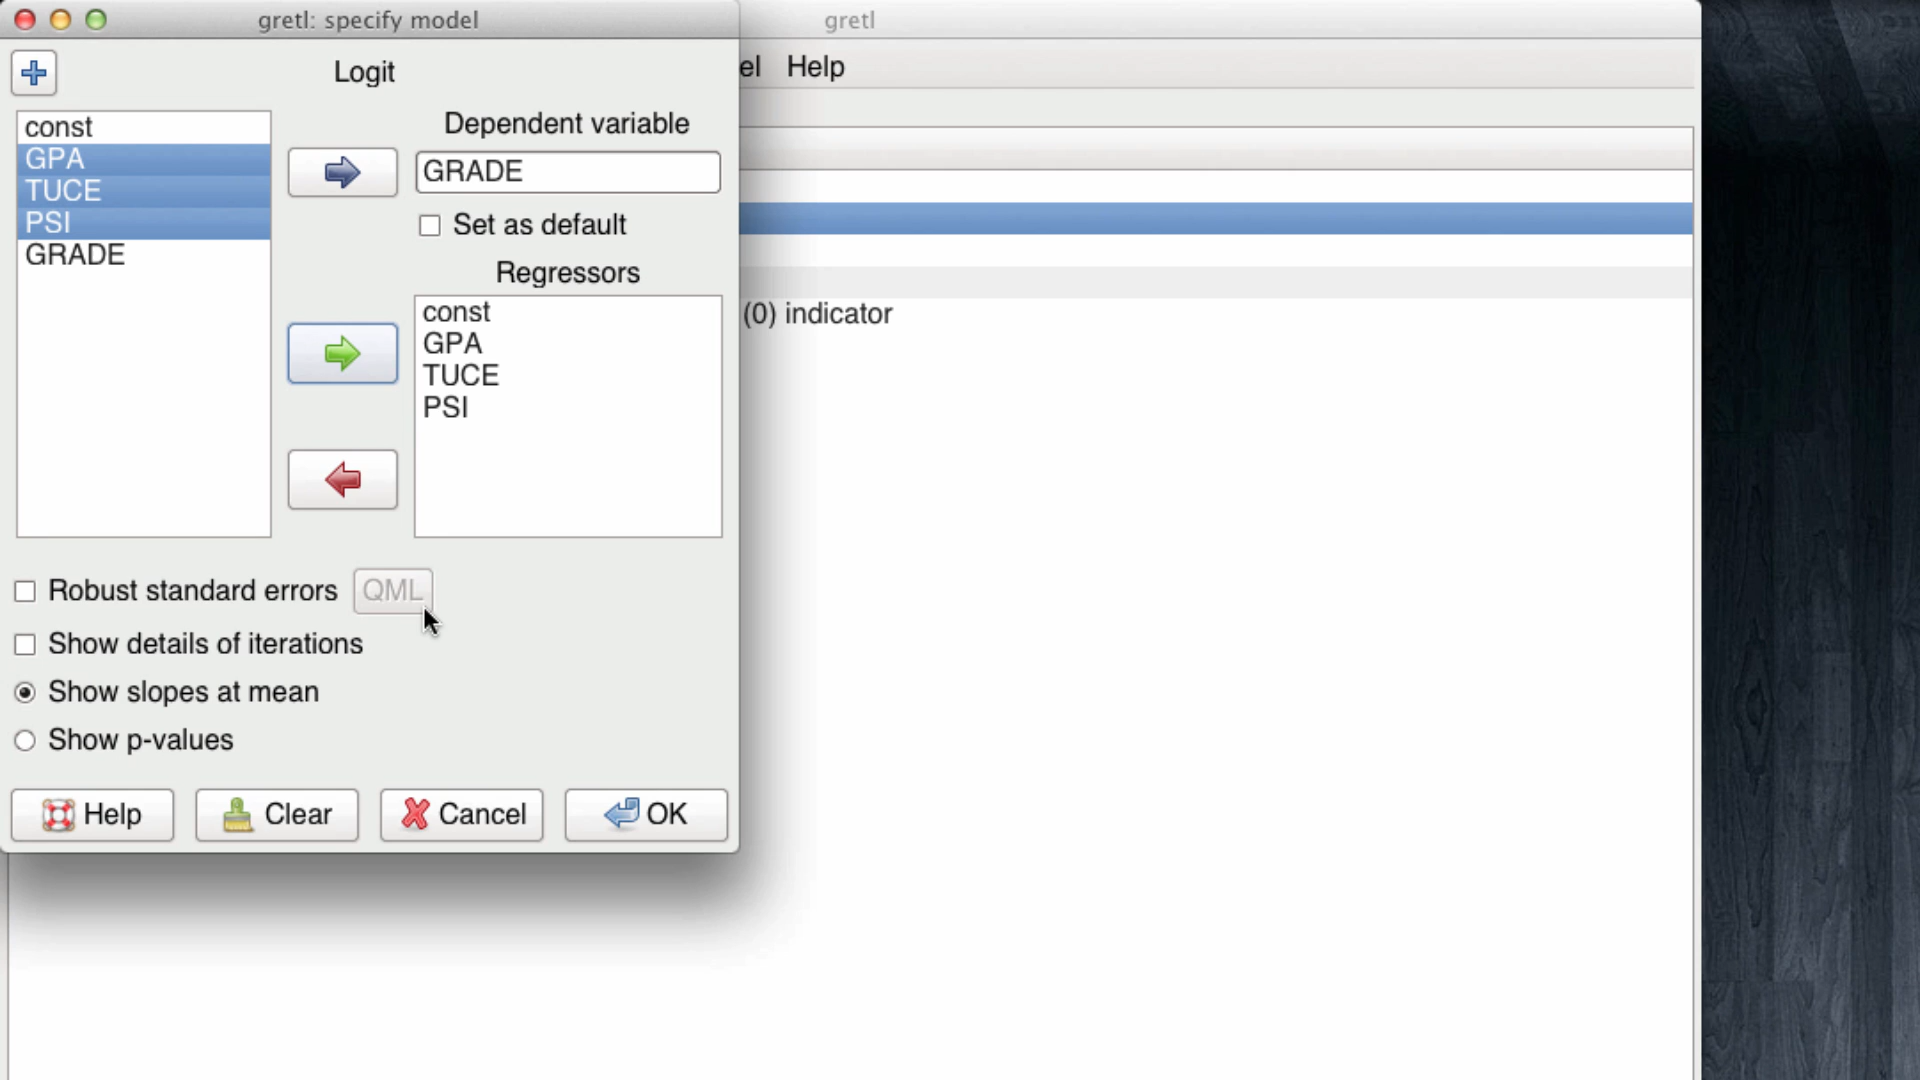 gretl: specify model
gretl
el Help
Logit
const
GPA
TUCE
PSI
GRADE
Dependent variable
GRADE
Set as default
Regressors
const
GPA
TUCE
PSI
(0) indicator
Robust standard errors QML
Show details of iterations
Show slopes at mean
Show p-values
Help Clear Cancel OK